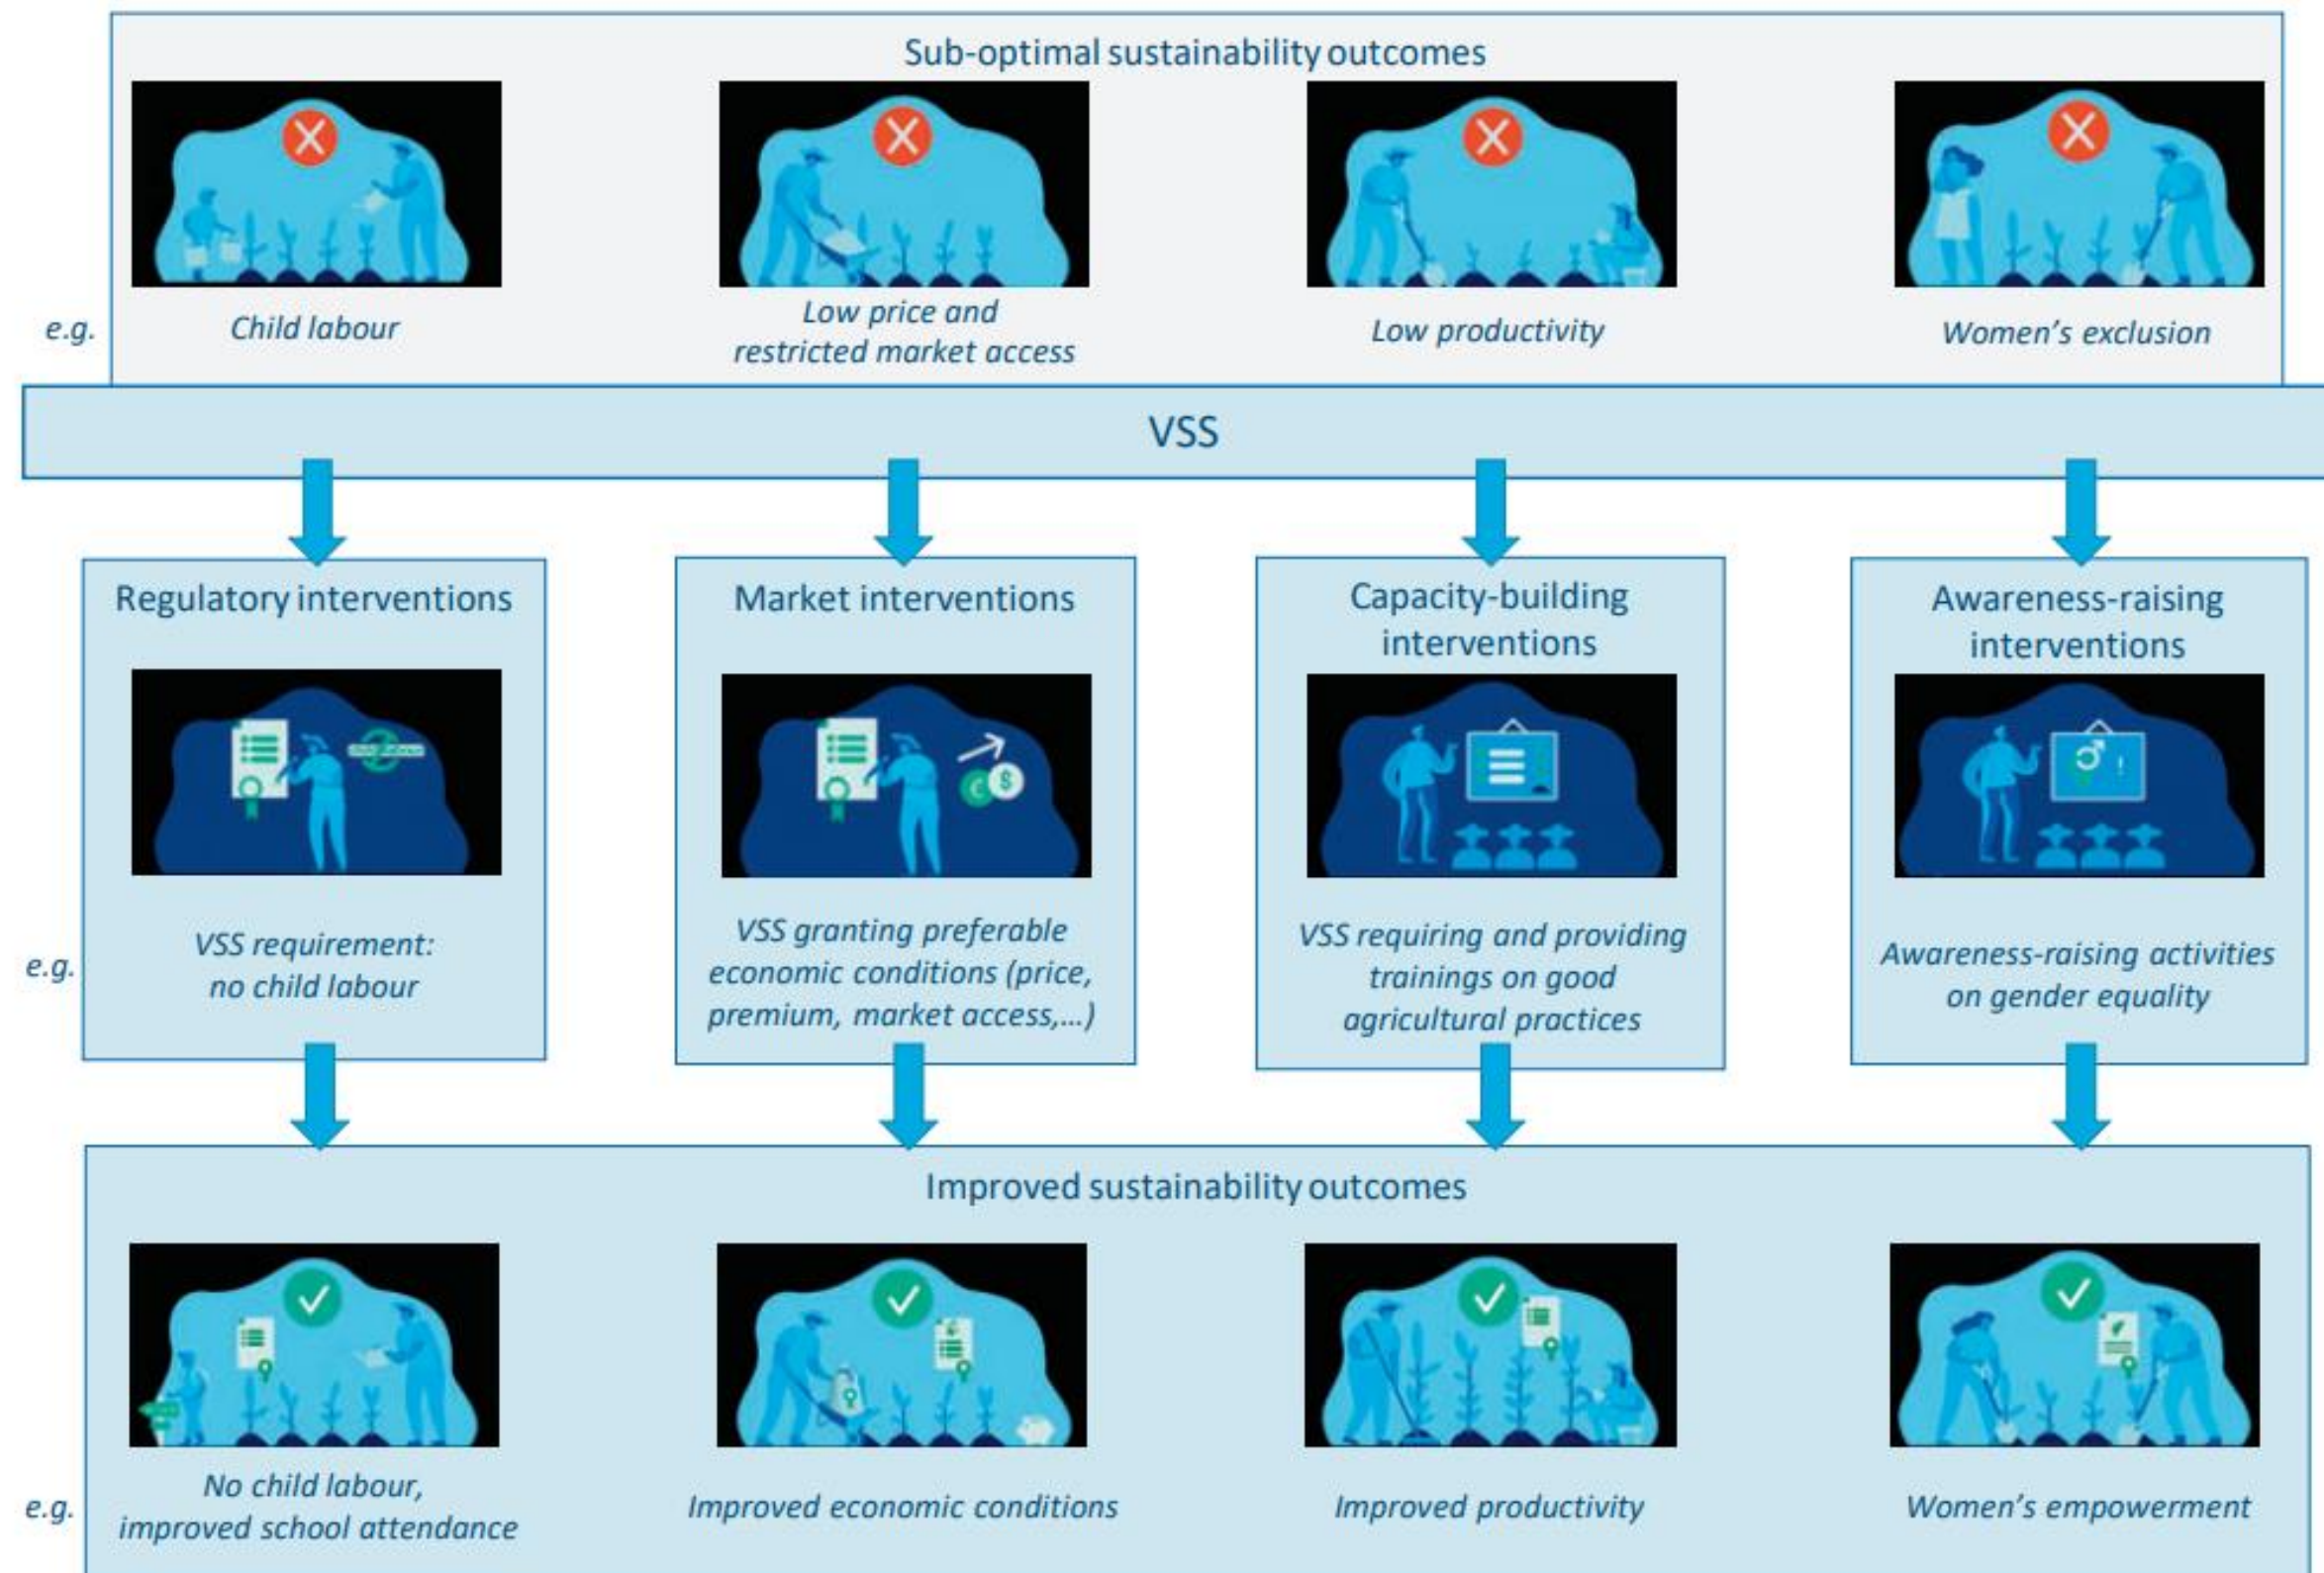 Sub-optimal sustainability outcomes
e.g.
Child labour
Low price and
restricted market access
Low productivity
Women's exclusion
VSS
Regulatory interventions
Market interventions
Capacity-building
interventions
Awareness-raising
interventions
e.g.
VSS requirement:
no child labour
VSS granting preferable
economic conditions (price,
premium, market access,...)
VSS requiring and providing
trainings on good
agricultural practices
Awareness-raising activities
on gender equality
Improved sustainability outcomes
e.g.
No child labour,
improved school attendance
Improved economic conditions
Improved productivity
Women's empowerment